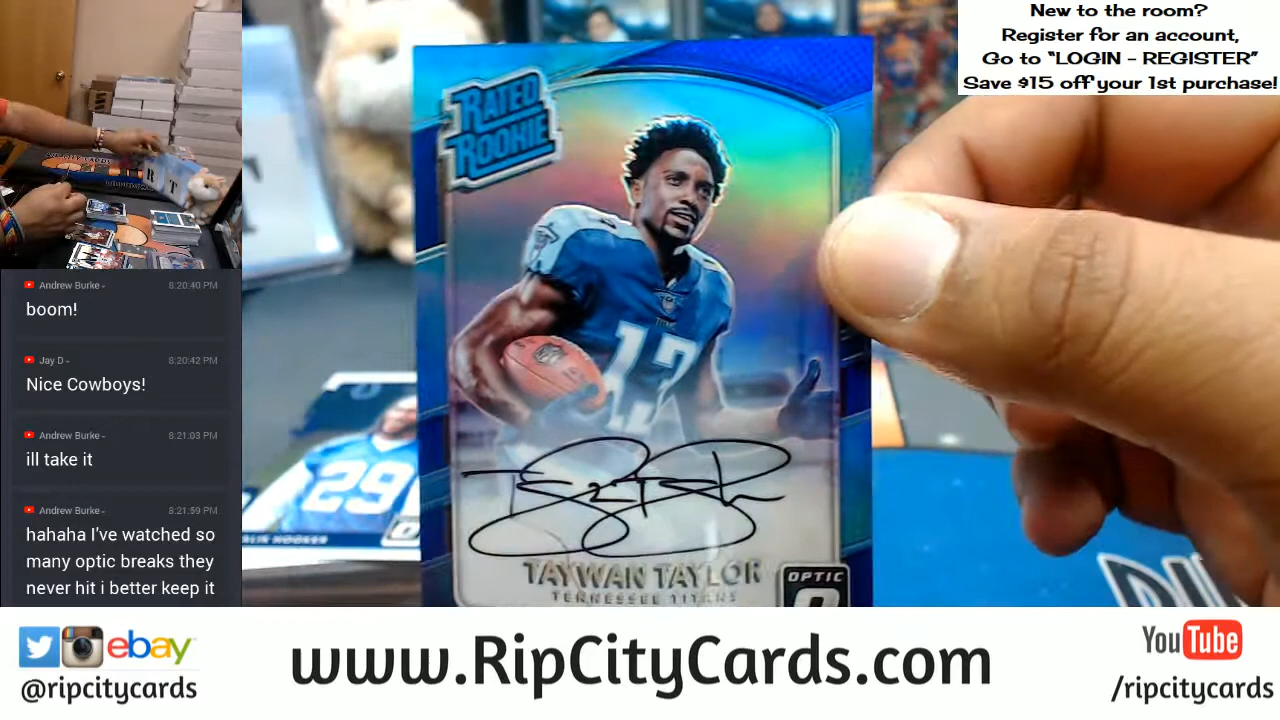 New to the room?
Register for an account,
Go to “LOGIN - REGISTER”
Save $15 off your 1st purchase!
RATED
ROOKIE
13
TAYWAN TAYLOR
TENNESSEE TITANS
OPTIC
29
HOOKER
R T
Andrew Burke - 8:20:40 PM
boom!
Jay D - 8:20:42 PM
Nice Cowboys!
Andrew Burke - 8:21:03 PM
ill take it
Andrew Burke - 8:21:59 PM
hahaha I've watched so
many optic breaks they
never hit i better keep it
ebay
@ripcitycards
www.RipCityCards.com
YouTube
/ripcitycards